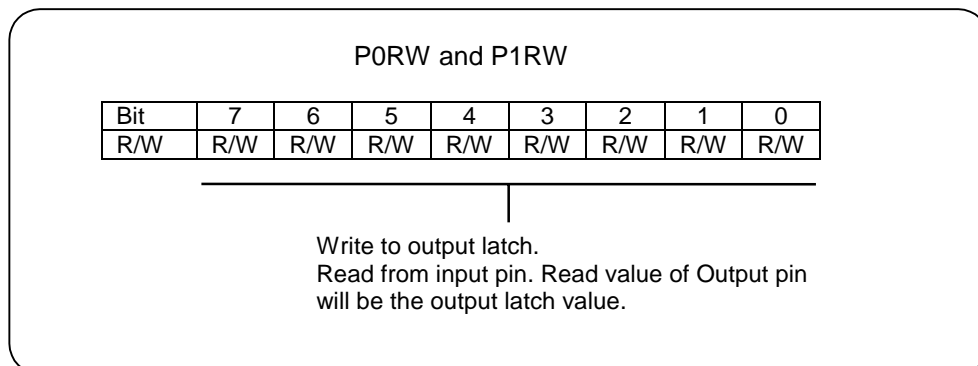 P0RW and P1RW
Bit 7 6 5 4 3 2 1 0
R/W R/W R/W R/W R/W R/W R/W R/W R/W
Write to output latch.
Read from input pin. Read value of Output pin
will be the output latch value.